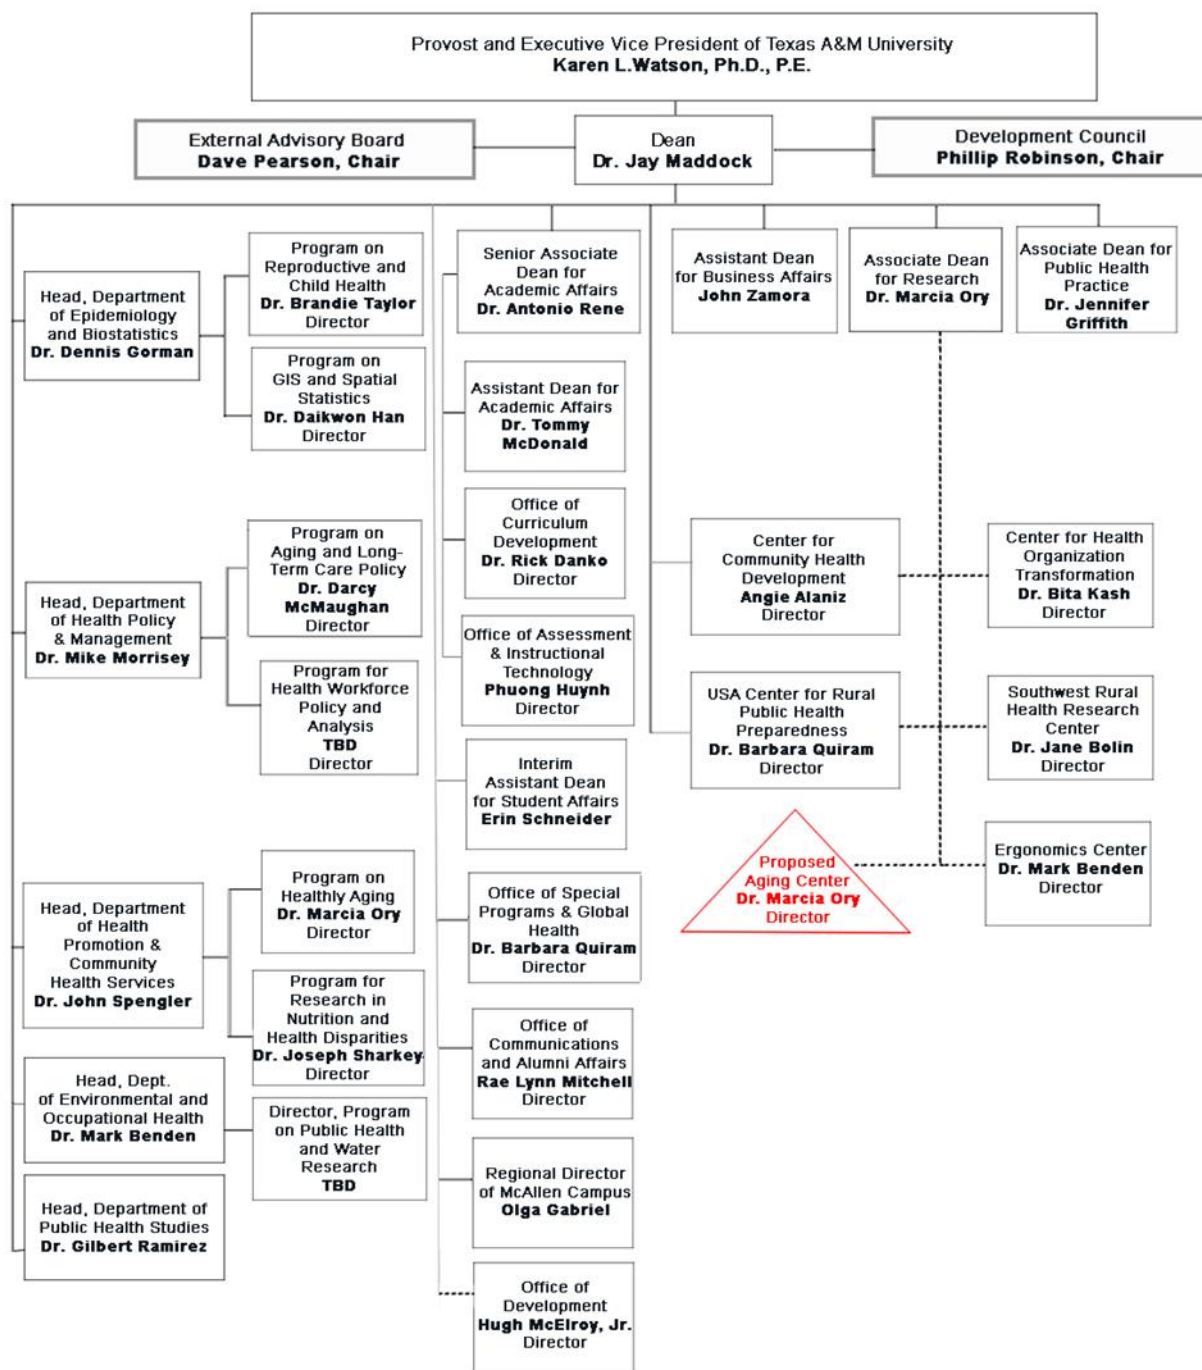 Provost and Executive Vice President of Texas A&M University
Karen L.Watson, Ph.D., P.E.
External Advisory Board
Dave Pearson, Chair
Dean
Dr. Jay Maddock
Development Council
Phillip Robinson, Chair
Head, Department
of Epidemiology
and Biostatistics
Dr. Dennis Gorman
Program on
Reproductive and
Child Health
Dr. Brandie Taylor
Director
Program on
GIS and Spatial
Statistics
Dr. Daikwon Han
Director
Head, Department
of Health Policy
& Management
Dr. Mike Morrisey
Program on
Aging and Long-
Term Care Policy
Dr. Darcy
McMaughan
Director
Program for
Health Workforce
Policy and
Analysis
TBD
Director
Head, Department
of Health
Promotion &
Community
Health Services
Dr. John Spengler
Program on
Healthly Aging
Dr. Marcia Ory
Director
Program for
Research in
Nutrition and
Health Disparities
Dr. Joseph Sharkey
Director
Head, Dept.
of Environmental and
Occupational Health
Dr. Mark Benden
Director, Program
on Public Health
and Water
Research
TBD
Head, Department of
Public Health Studies
Dr. Gilbert Ramirez
Senior Associate
Dean for
Academic Affairs
Dr. Antonio Rene
Assistant Dean for
Academic Affairs
Dr. Tommy
McDonald
Office of
Curriculum
Development
Dr. Rick Danko
Director
Office of Assessment
& Instructional
Technology
Phuong Huynh
Director
Interim
Assistant Dean
for Student Affairs
Erin Schneider
Office of Special
Programs & Global
Health
Dr. Barbara Quiram
Director
Office of
Communications
and Alumni Affairs
Rae Lynn Mitchell
Director
Regional Director
of McAllen Campus
Olga Gabriel
Office of
Development
Hugh McElroy, Jr.
Director
Assistant Dean
for Business Affairs
John Zamora
Associate Dean
for Research
Dr. Marcia Ory
Associate Dean for
Public Health
Practice
Dr. Jennifer
Griffith
Center for
Community Health
Development
Angie Alaniz
Director
Center for Health
Organization
Transformation
Dr. Bita Kash
Director
USA Center for Rural
Public Health
Preparedness
Dr. Barbara Quiram
Director
Southwest Rural
Health Research
Center
Dr. Jane Bolin
Director
Proposed
Aging Center
Dr. Marcia Ory
Director
Ergonomics Center
Dr. Mark Benden
Director